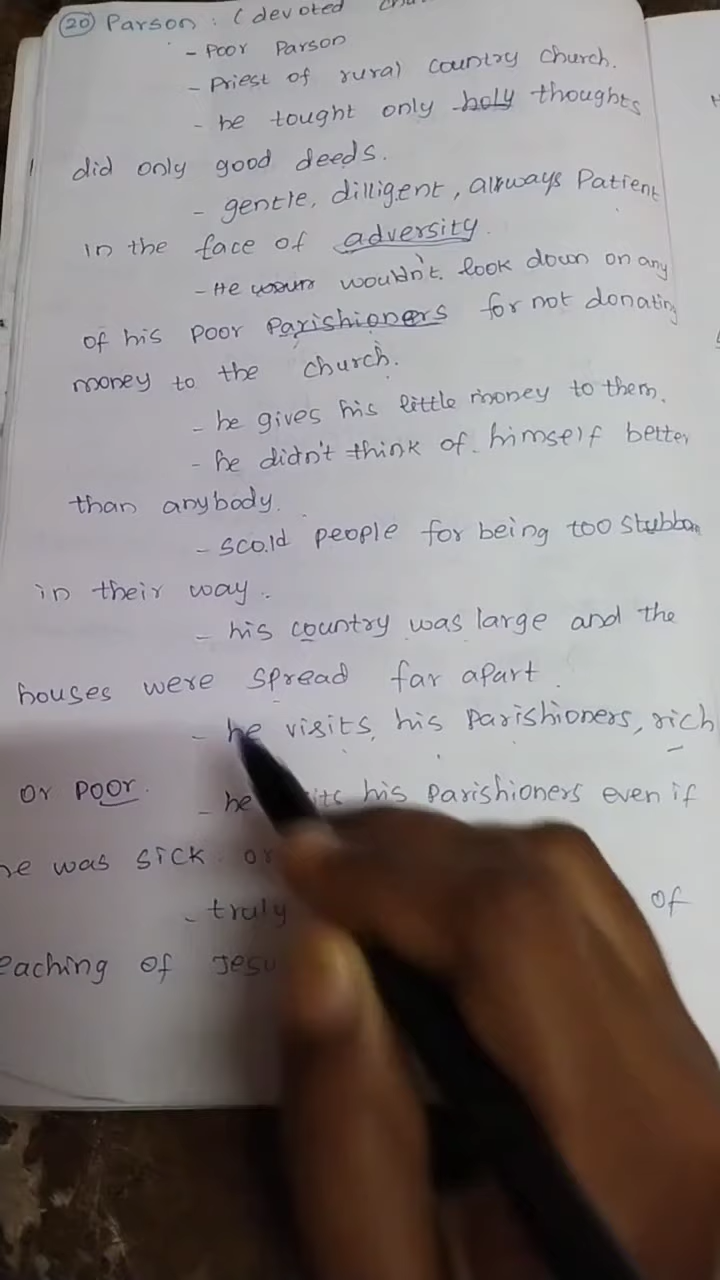 20 Parson: (devoted
- Poor Parson
- Priest of rural country church.
- he tought only holy thoughts
did only good deeds.
- gentle, dilligent, always Patient
in the face of adversity.
- He wouldn't look down on any
of his poor Parishioners for not donating
money to the church.
- he gives his little money to them.
- he didn't think of himself better
than anybody.
- scold people for being too stubborn
in their way.
- his country was large and the
houses were spread far apart.
- he visits his Parishioners, rich
or poor.
- he his Parishioners even if
he was sick or
- truly of
eaching of Jesu